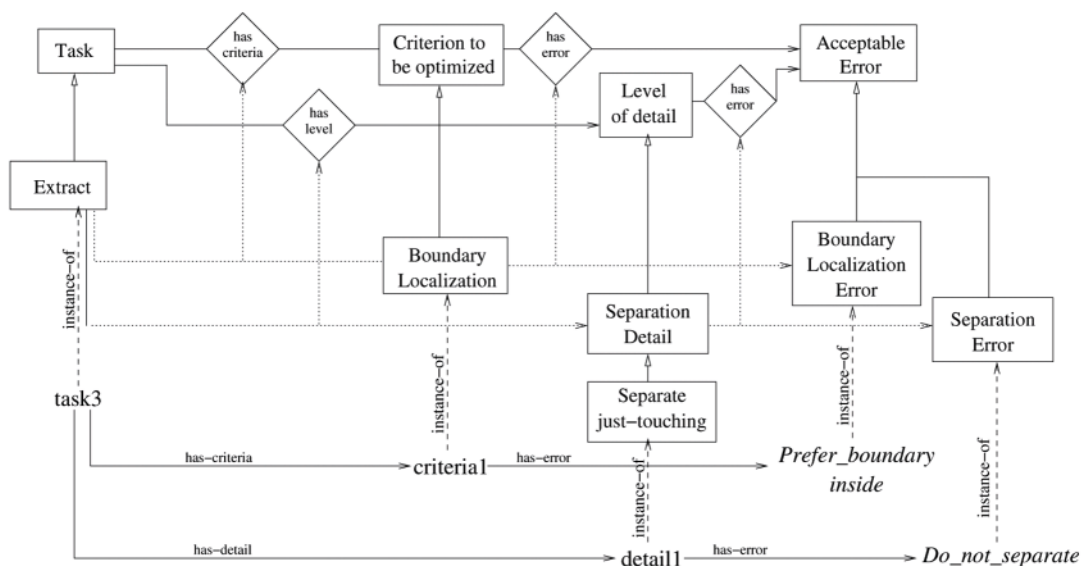 Task
has
criteria
Criterion to
be optimized
has
error
Acceptable
Error
has
level
Level
of detail
has
error
Extract
instance-of
Boundary
Localization
Boundary
Localization
Error
Separation
Detail
Separation
Error
instance-of
instance-of
instance-of
task3
Separate
just-touching
has-criteria
criteria1
has-error
Prefer_boundary
inside
instance-of
has-detail
detail1
has-error
Do_not_separate